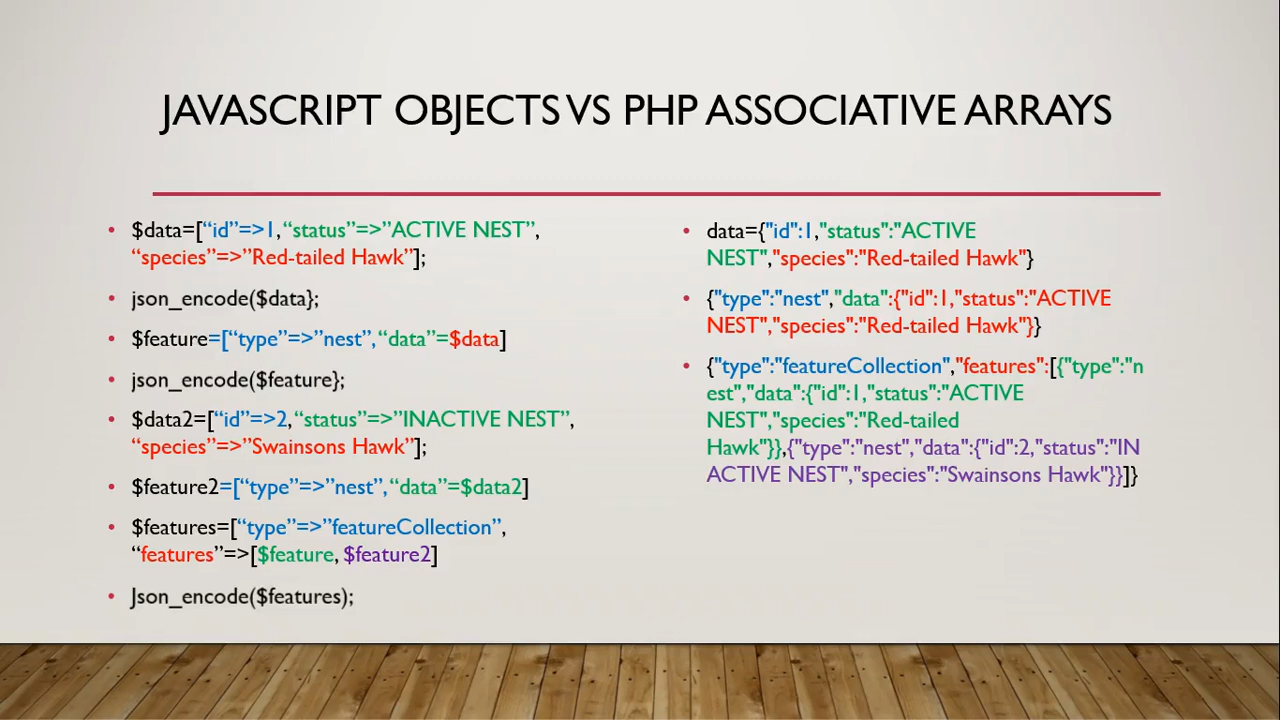 JAVASCRIPT OBJECTS VS PHP ASSOCIATIVE ARRAYS
• $data=[“id”=>1,“status”=>”ACTIVE NEST”,
“species”=>”Red-tailed Hawk”];
• json_encode($data};
• $feature=[“type”=>”nest”,“data”=$data]
• json_encode($feature};
• $data2=[“id”=>2,“status”=>”INACTIVE NEST”,
“species”=>”Swainsons Hawk”];
• $feature2=[“type”=>”nest”,“data”=$data2]
• $features=[“type”=>”featureCollection”,
“features”=>[$feature, $feature2]
• Json_encode($features);
• data={"id":1,"status":"ACTIVE
NEST","species":"Red-tailed Hawk"}
• {"type":"nest","data":{"id":1,"status":"ACTIVE
NEST","species":"Red-tailed Hawk"}}
• {"type":"featureCollection","features":[{"type":"n
est","data":{"id":1,"status":"ACTIVE
NEST","species":"Red-tailed
Hawk"}},{"type":"nest","data":{"id":2,"status":"IN
ACTIVE NEST","species":"Swainsons Hawk"}}]}